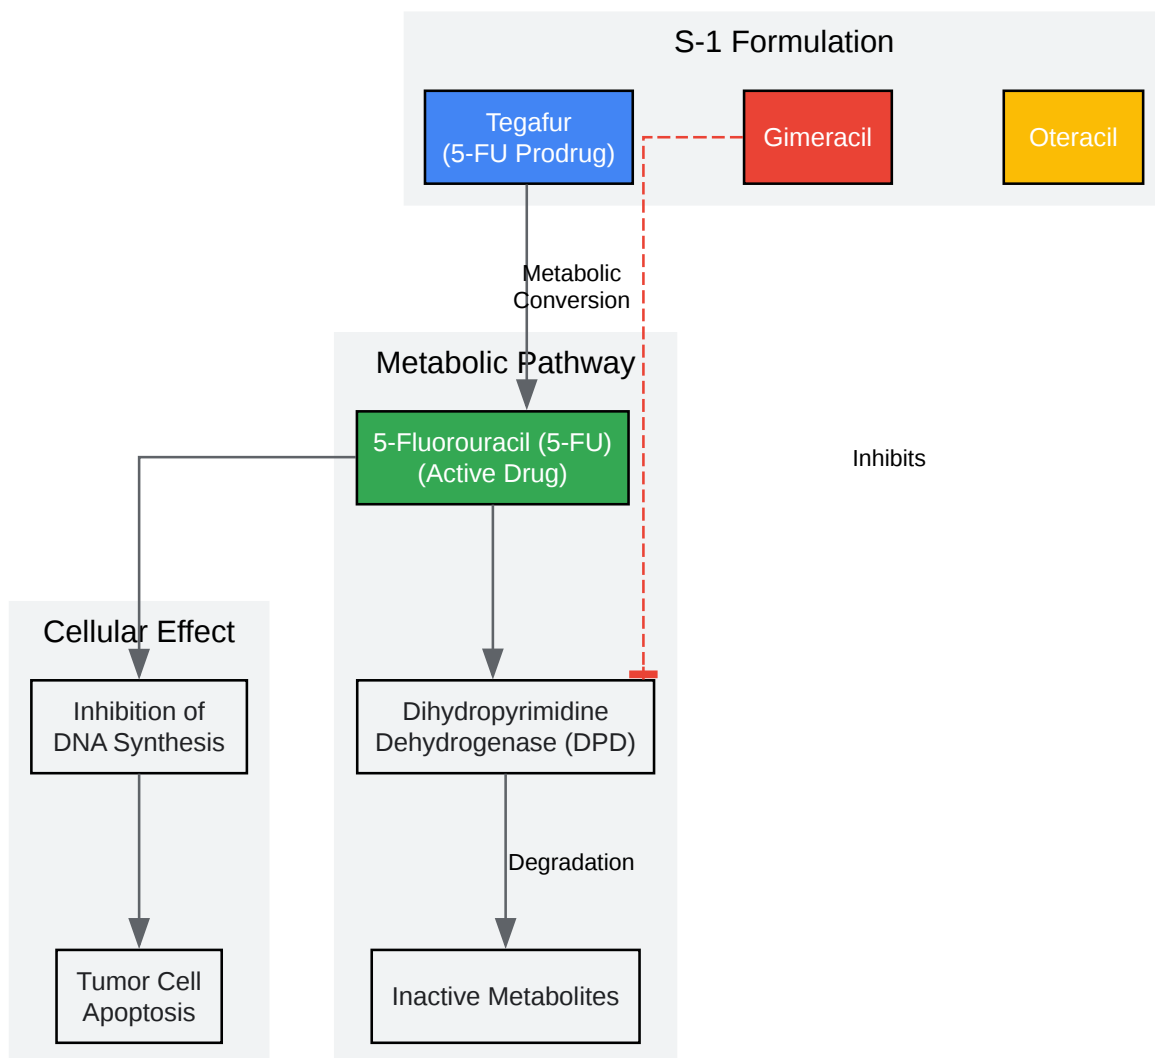 S-1 Formulation
Tegafur
(5-FU Prodrug)
Gimeracil
Oteracil
Metabolic
Conversion
Metabolic Pathway
5-Fluorouracil (5-FU)
(Active Drug)
Inhibits
Cellular Effect
Inhibition of
DNA Synthesis
Dihydropyrimidine
Dehydrogenase (DPD)
Degradation
Tumor Cell
Apoptosis
Inactive Metabolites